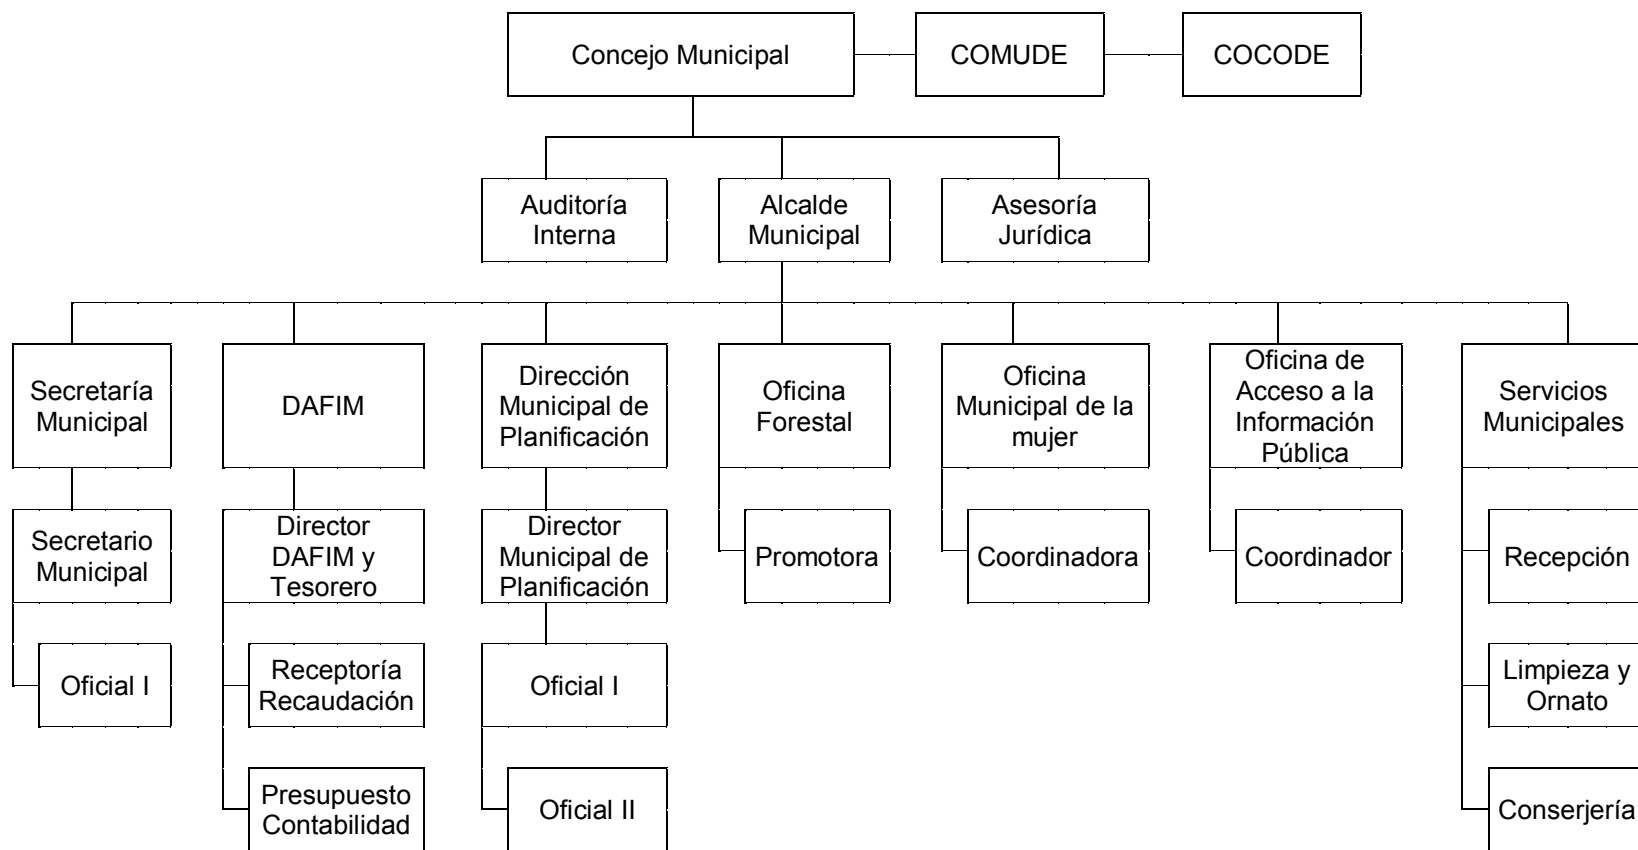 Concejo Municipal
COMUDE
COCODE
Auditoría
Interna
Alcalde
Municipal
Asesoría
Jurídica
Secretaría
Municipal
DAFIM
Dirección
Municipal de
Planificación
Oficina
Forestal
Oficina
Municipal de la
mujer
Oficina de
Acceso a la
Información
Pública
Servicios
Municipales
Secretario
Municipal
Director
DAFIM y
Tesorero
Director
Municipal de
Planificación
Promotora
Coordinadora
Coordinador
Recepción
Oficial I
Receptoría
Recaudación
Oficial I
Limpieza y
Ornato
Presupuesto
Contabilidad
Oficial II
Conserjería